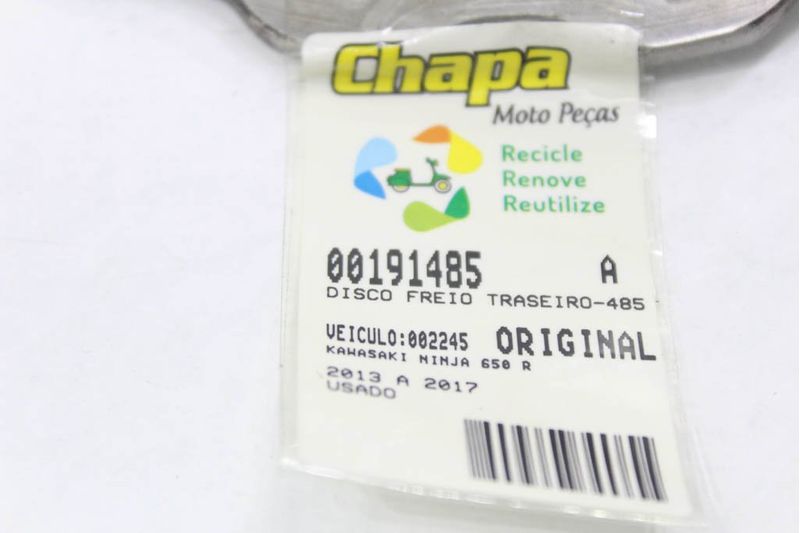 Chapa
Moto Peças
Recicle
Renove
Reutilize
00191485 A
DISCO FREIO TRASEIRO-485
VEICULO:002245 ORIGINAL
KAWASAKI NINJA 650 R
2013 A 2017
USADO